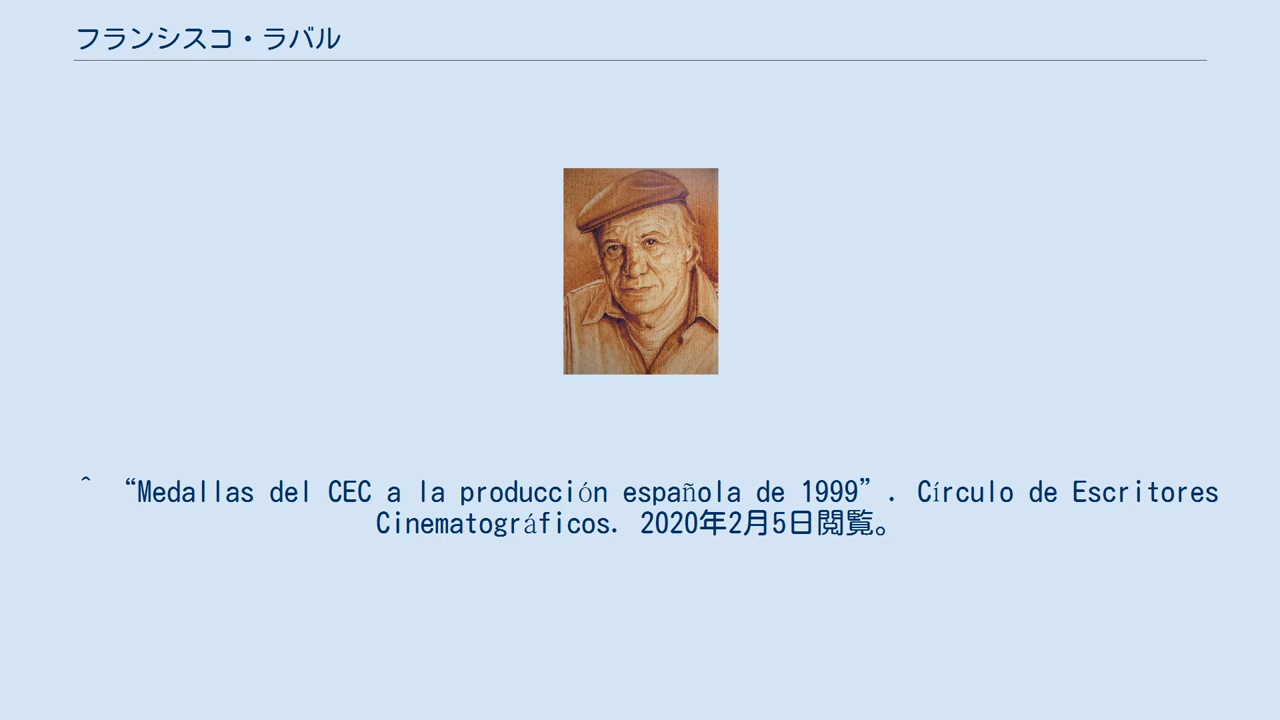 フランシスコ・ラバル
^ “Medallas del CEC a la producción española de 1999”. Círculo de Escritores
Cinematográficos. 2020年2月5日閲覧。